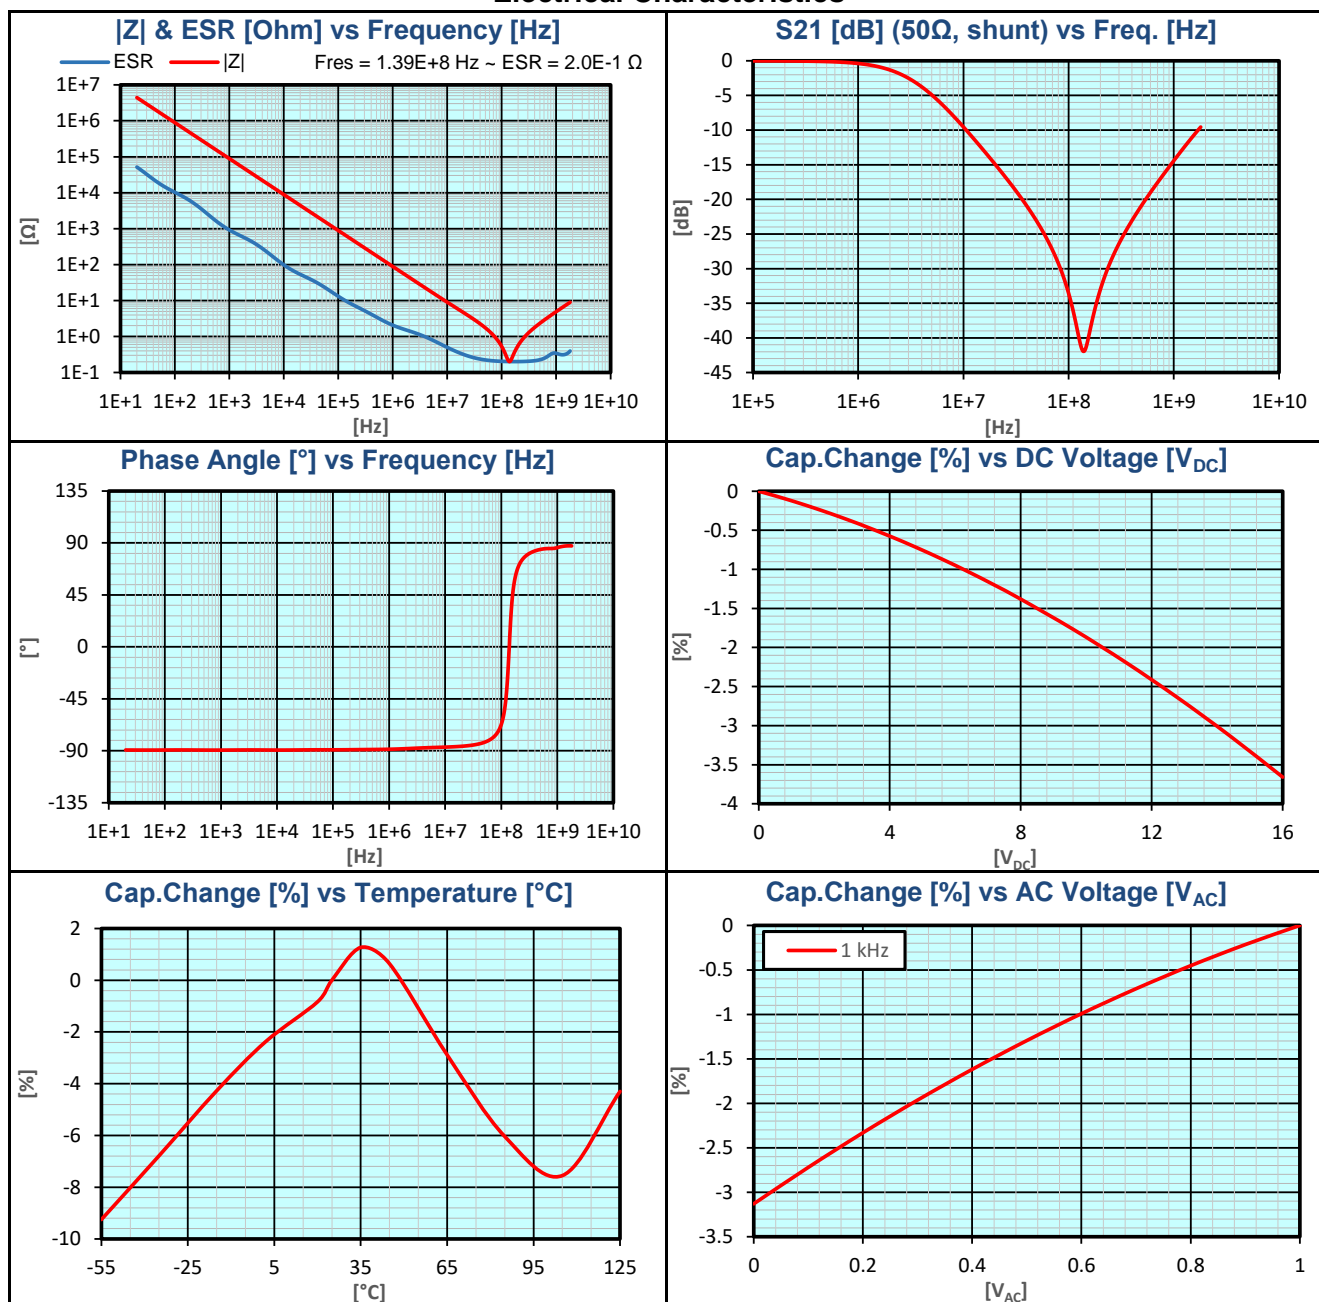 |Z| & ESR [Ohm] vs Frequency [Hz]
ESR |Z| Fres = 1.39E+8 Hz ~ ESR = 2.0E-1 Ω
1E+7
1E+6
1E+5
1E+4
1E+3
1E+2
1E+1
1E+0
1E-1
[Ω]
1E+1 1E+2 1E+3 1E+4 1E+5 1E+6 1E+7 1E+8 1E+9 1E+10
[Hz]
S21 [dB] (50Ω, shunt) vs Freq. [Hz]
0
-5
-10
-15
-20
-25
-30
-35
-40
-45
[dB]
1E+5 1E+6 1E+7 1E+8 1E+9 1E+10
[Hz]
Phase Angle [°] vs Frequency [Hz]
135
90
45
0
-45
-90
-135
[°]
1E+1 1E+2 1E+3 1E+4 1E+5 1E+6 1E+7 1E+8 1E+9 1E+10
[Hz]
Cap.Change [%] vs DC Voltage [VDC]
0
-0.5
-1
-1.5
-2
-2.5
-3
-3.5
-4
[%]
0 4 8 12 16
[VDC]
Cap.Change [%] vs Temperature [°C]
2
0
-2
-4
-6
-8
-10
[%]
-55 -25 5 35 65 95 125
[°C]
Cap.Change [%] vs AC Voltage [VAC]
1 kHz
0
-0.5
-1
-1.5
-2
-2.5
-3
-3.5
[%]
0 0.2 0.4 0.6 0.8 1
[VAC]